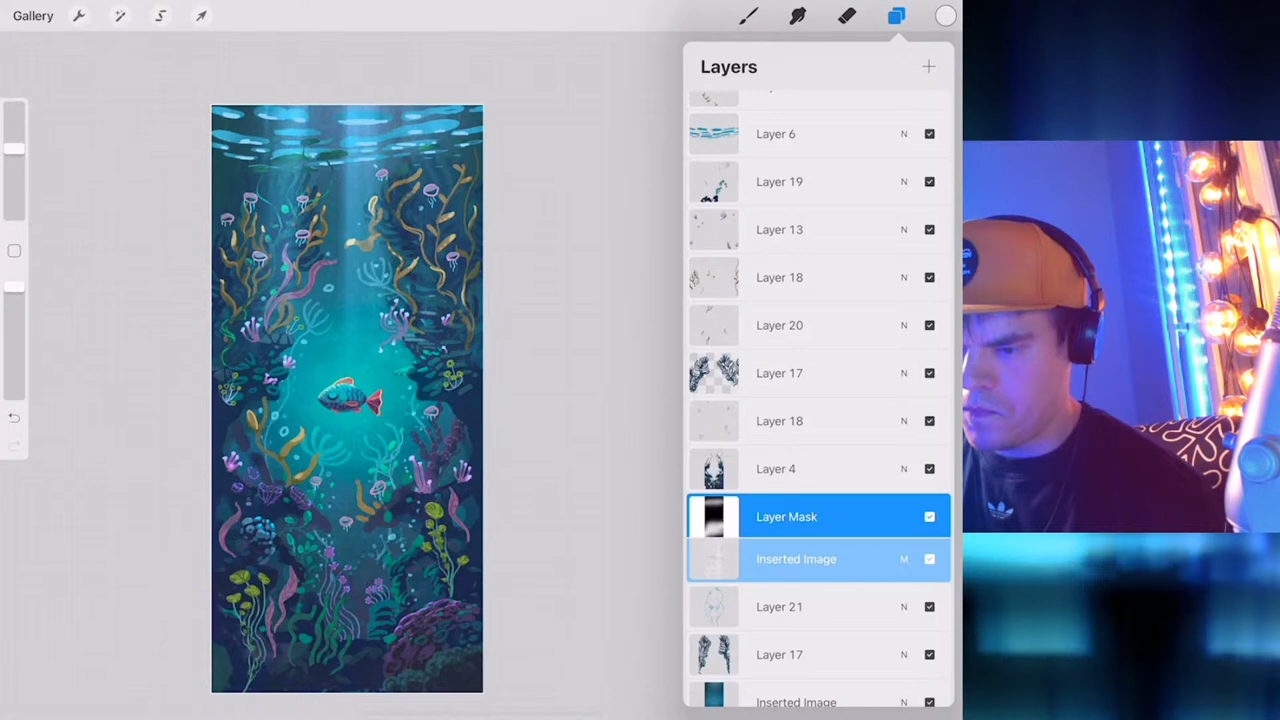 Gallery
Layers
Layer 6 N
Layer 19 N
Layer 13 N
Layer 18 N
Layer 20 N
Layer 17 N
Layer 18 N
Layer 4 N
Layer Mask
Inserted Image M
Layer 21 N
Layer 17 N
Inserted Image N